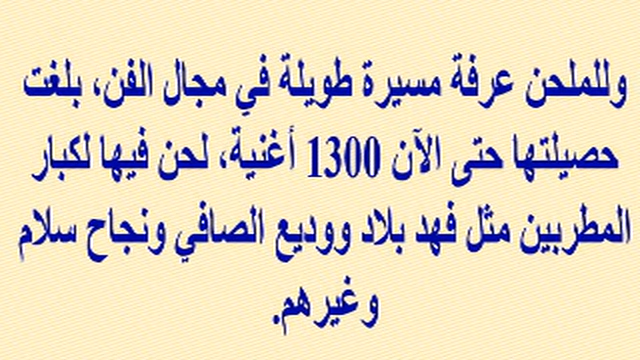 وللملحن عرفة مسيرة طويلة في مجال الفن، بلغت
حصيلتها حتى الآن 1300 أغنية، لحن فيها لكبار
المطربين مثل فهد بلاد ووديع الصافي ونجاح سلام
وغيرهم.